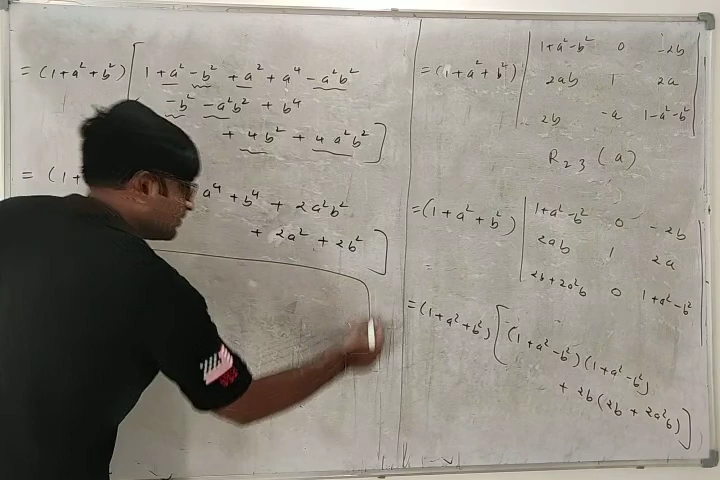 = (1+a²+b²) [ 1+a²-b²+a²+a⁴-a²b²
-b²-a²b²+b⁴
+4b²+4a²b² ]
= (1+ a⁴+b⁴+2a²b²
+2a²+2b² ]
=(1+a²+b²) | 1+a²-b² 0 -2b
2ab 1 2a
2b -a 1-a²-b² |
R₂₃(a)
=(1+a²+b²) | 1+a²-b² 0 -2b
2ab 1 2a
2b+2a²b 0 1+a²-b² |
=(1+a²+b²) [ (1+a²-b²)(1+a²-b²)
+ 2b(2b+2a²b) ]